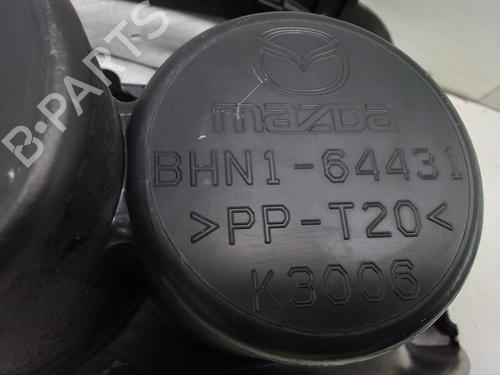 B-PARTS
mazda
BHN1-64431
>PP-T20<
K3006